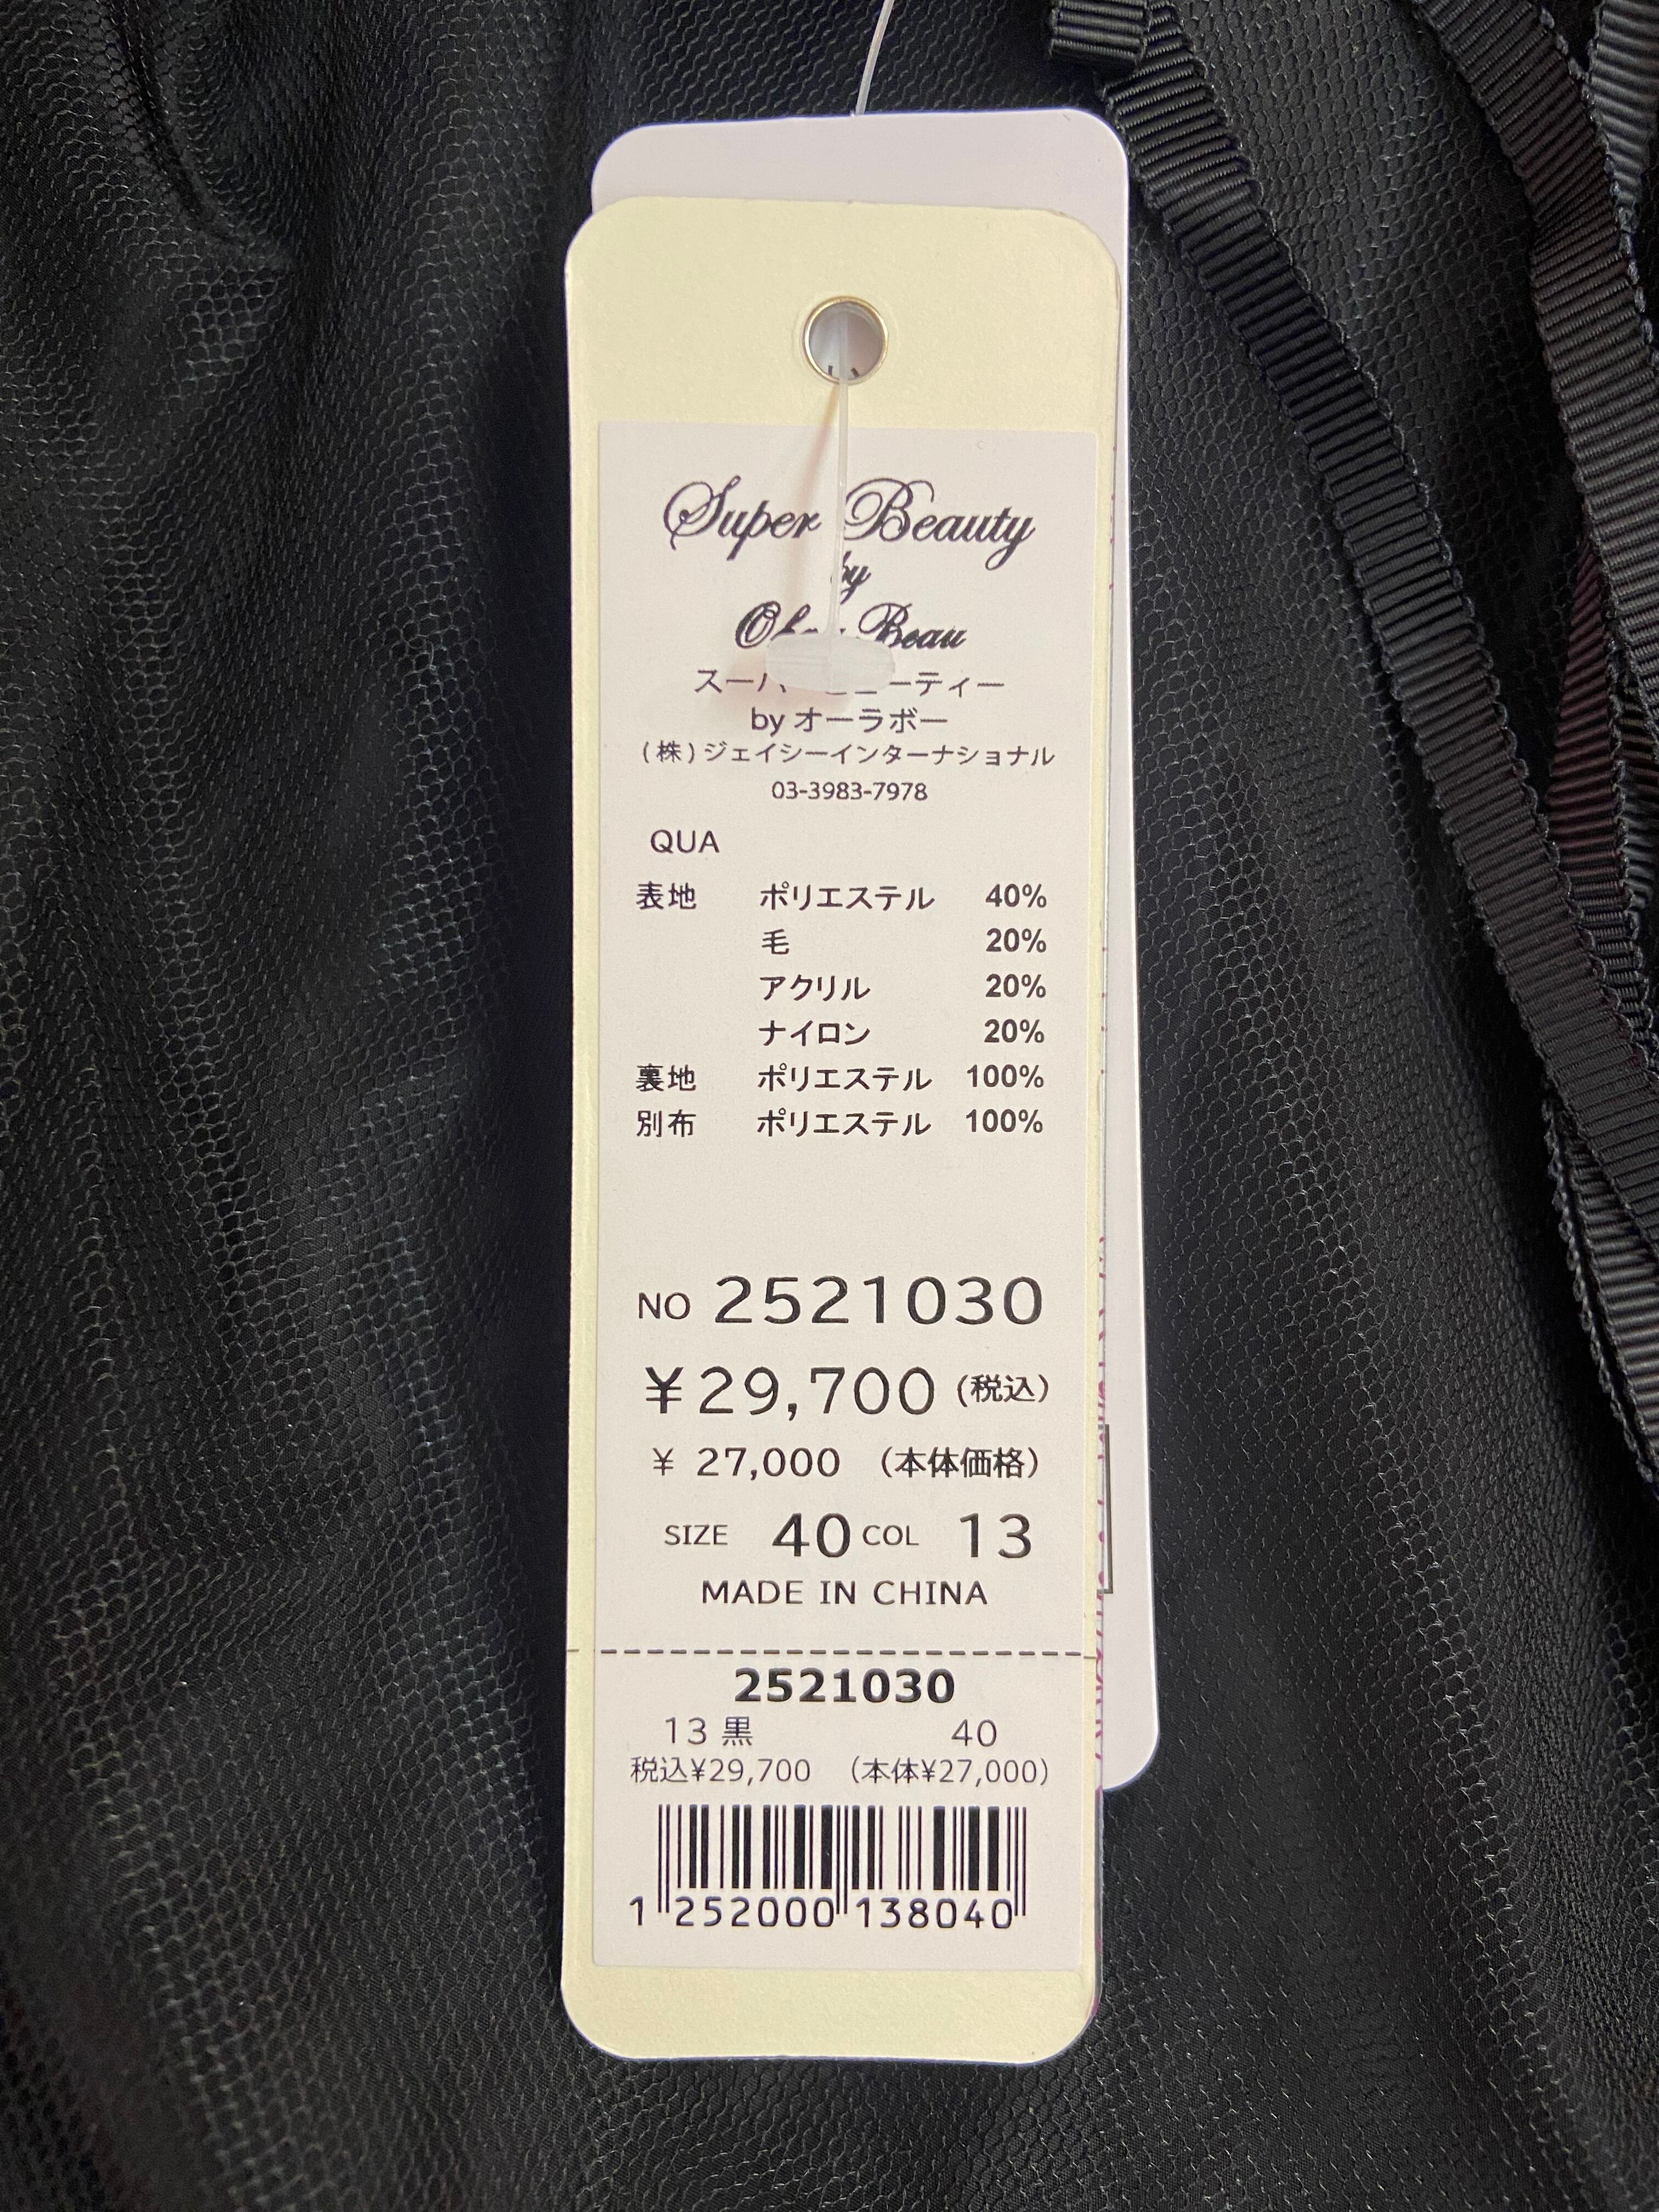 Super Beauty
by
Beau
by オーラボー
(株)ジェイシーインターナショナル
03-3983-7978
QUA
表地 ポリエステル 40%
毛 20%
アクリル 20%
ナイロン 20%
裏地 ポリエステル 100%
別布 ポリエステル 100%
NO 2521030
¥29,700 (税込)
¥ 27,000 (本体価格)
SIZE 40 COL 13
MADE IN CHINA
2521030
13 黒 40
税込¥29,700 (本体¥27,000)
1 252000 138040